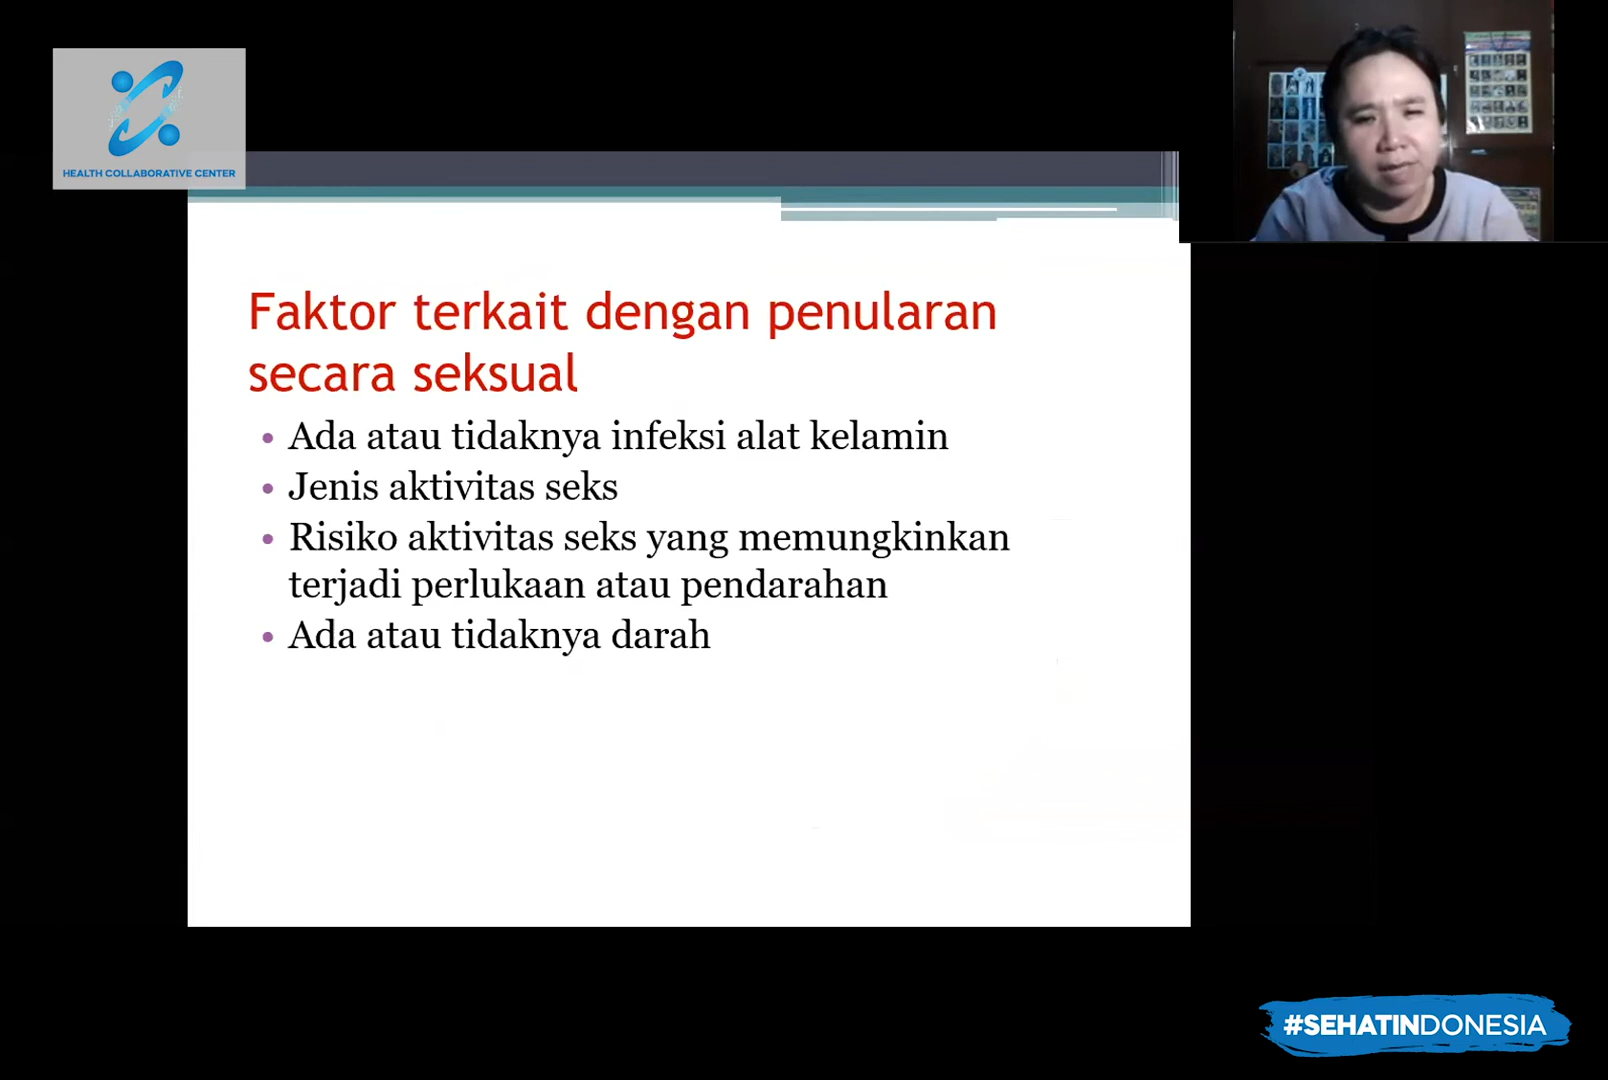 HEALTH COLLABORATIVE CENTER
Faktor terkait dengan penularan
secara seksual
• Ada atau tidaknya infeksi alat kelamin
• Jenis aktivitas seks
• Risiko aktivitas seks yang memungkinkan
terjadi perlukaan atau pendarahan
• Ada atau tidaknya darah
#SEHATINDONESIA